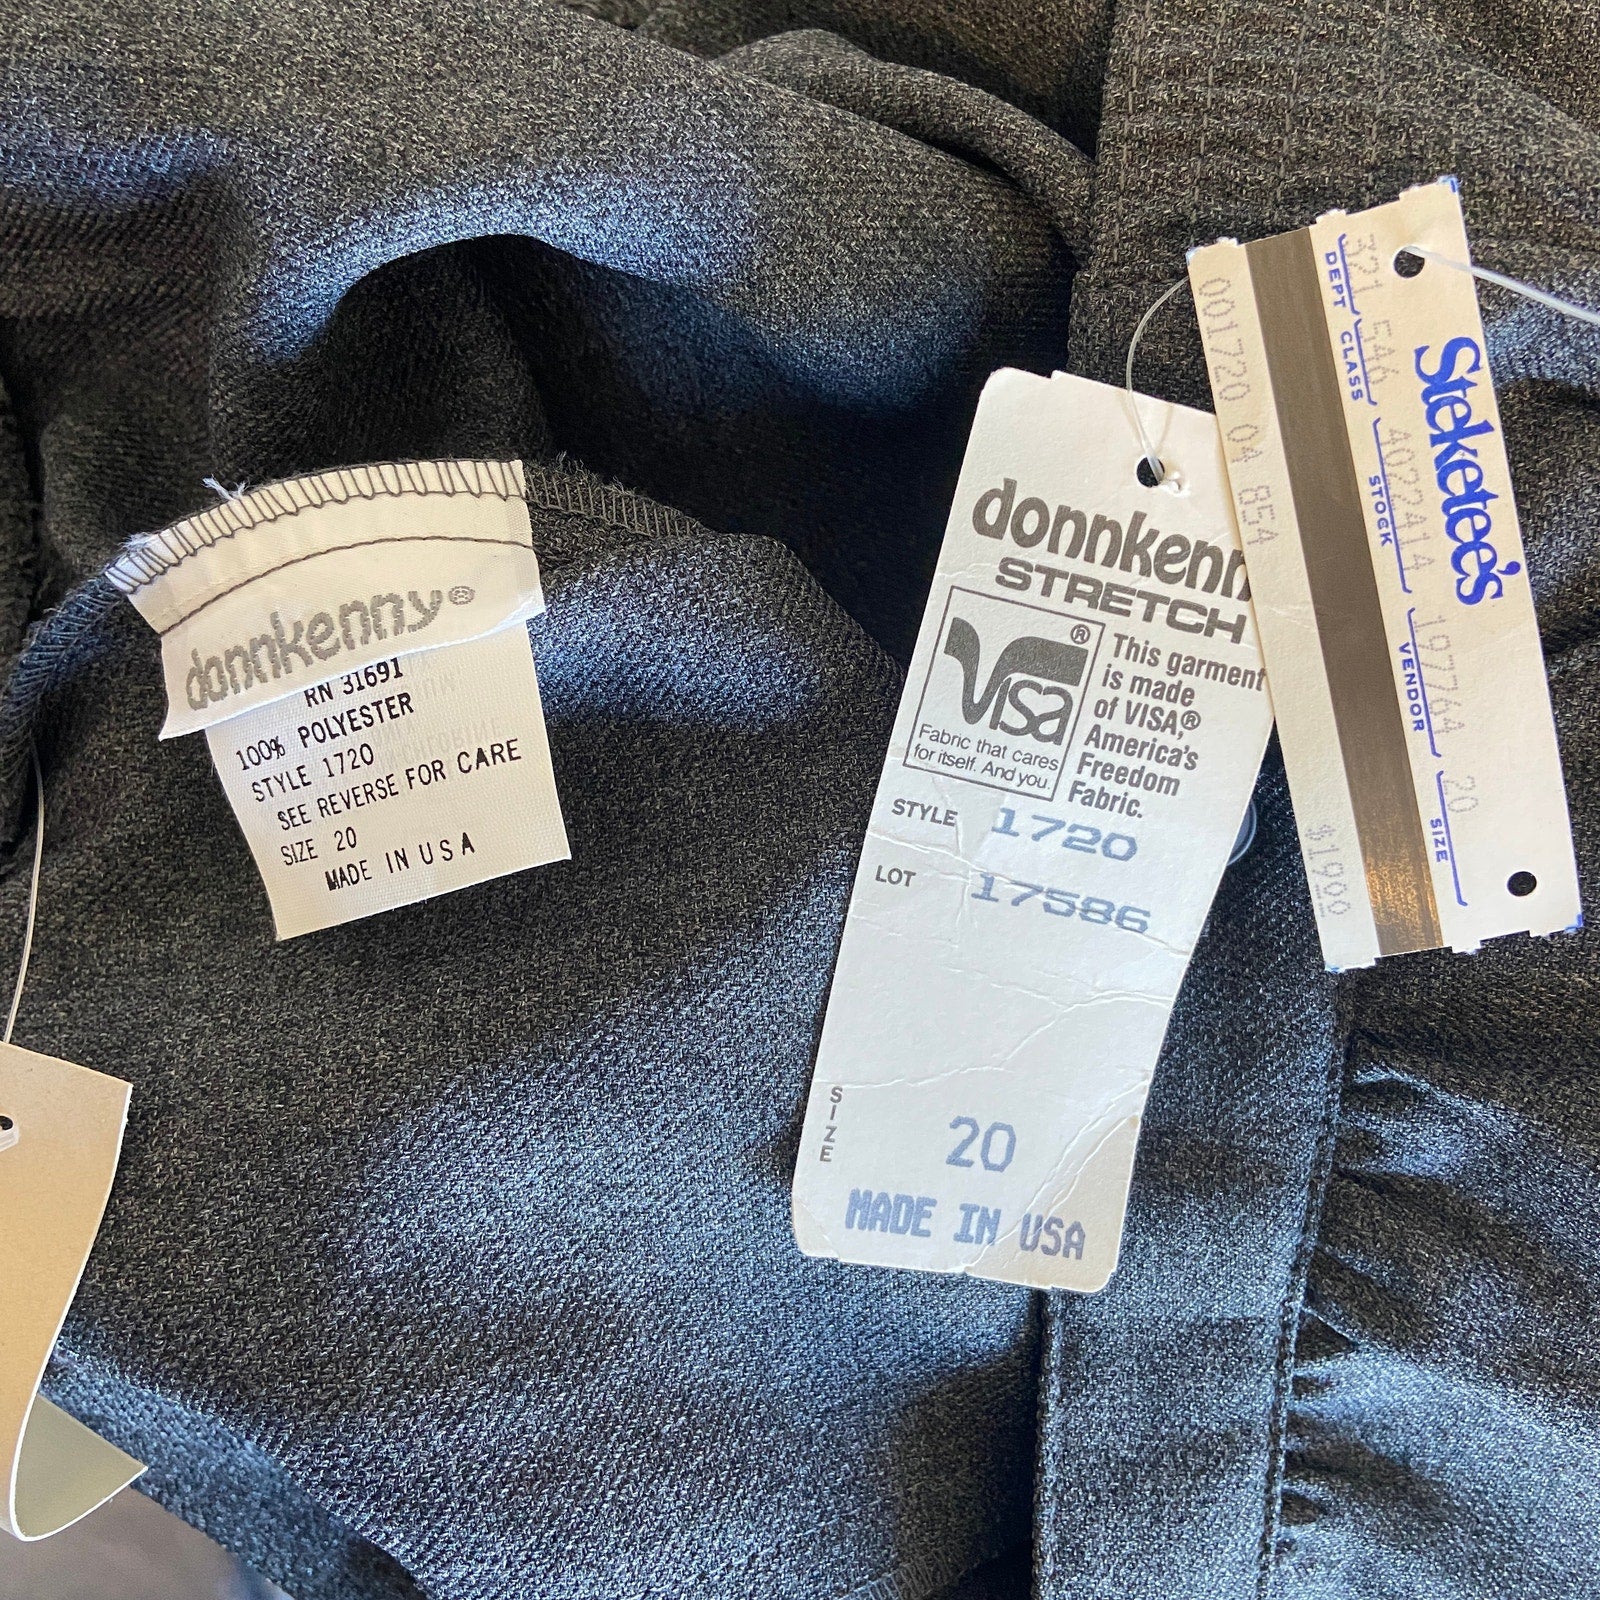 donnkenny®
RN 31691
100% POLYESTER
STYLE 1720
SEE REVERSE FOR CARE
SIZE 20
MADE IN USA
donnkenn
STRETCH
VISA®
Fabric that cares
for itself. And you.
This garment
is made
of VISA,®
America's
Freedom
Fabric.
STYLE 1720
LOT 17586
SIZE 20
MADE IN USA
Steketee's
321 546 402414 19764 20
DEPT CLASS STOCK VENDOR SIZE
001720 04 854 $1900